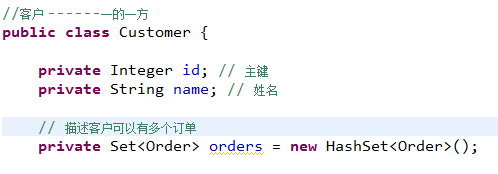 //客户 ------一的一方
public class Customer {
private Integer id; // 主键
private String name; // 姓名
// 描述客户可以有多个订单
private Set<Order> orders = new HashSet<Order>();